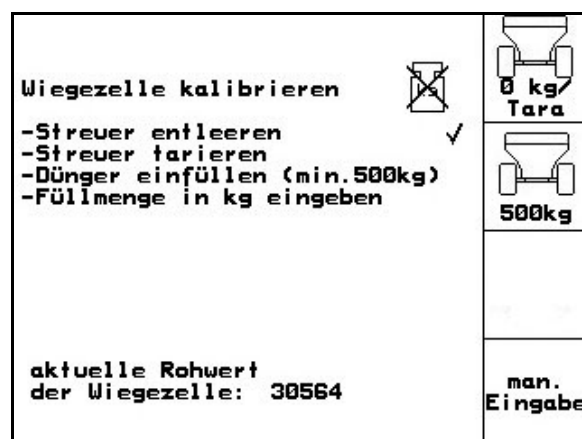 Wiegezelle kalibrieren
-Streuer entleeren
-Streuer tarieren
-Dünger einfüllen (min.500kg)
-Füllmenge in kg eingeben
aktuelle Rohwert
der Wiegezelle: 30564
0 kg/
Tara
500kg
man.
Eingabe